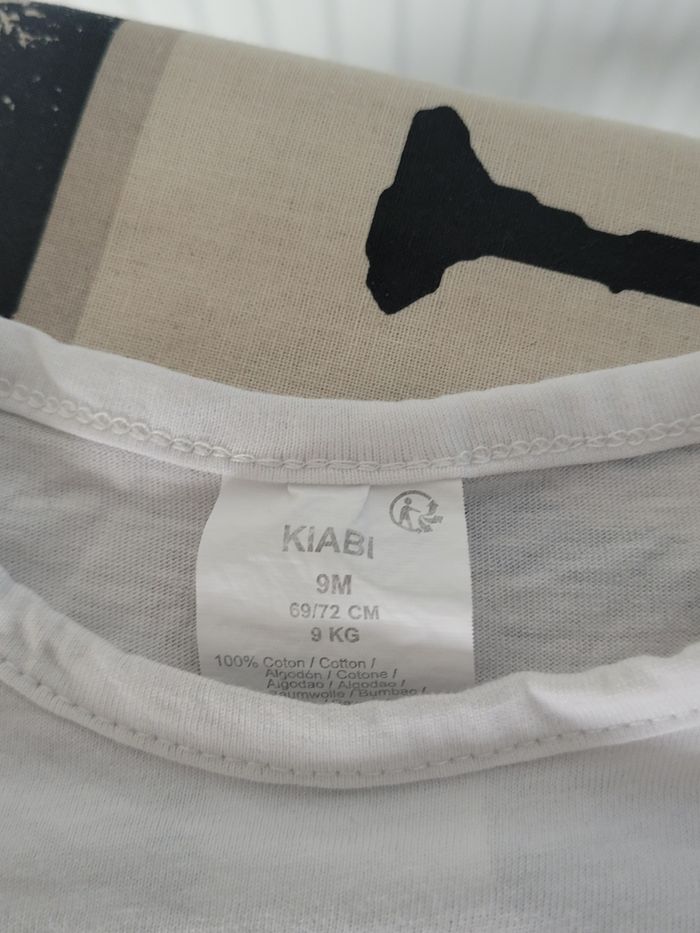 KIABI
9M
69/72 CM
9 KG
100% Coton / Cotton /
Algodón / Cotone /
Algodão / Algodao /
Baumwolle / Bumbac /